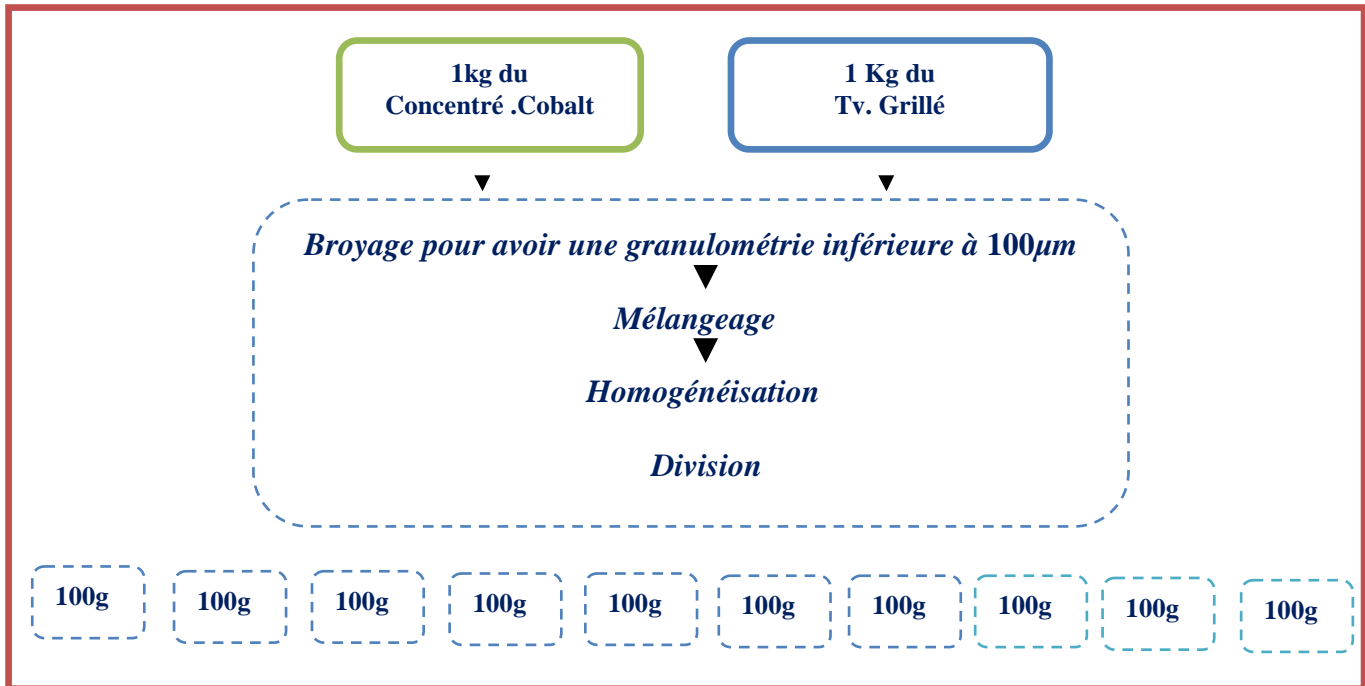 1kg du
Concentré .Cobalt
1 Kg du
Tv. Grillé
Broyage pour avoir une granulométrie inférieure à 100µm
Mélangeage
Homogénéisation
Division
100g
100g
100g
100g
100g
100g
100g
100g
100g
100g